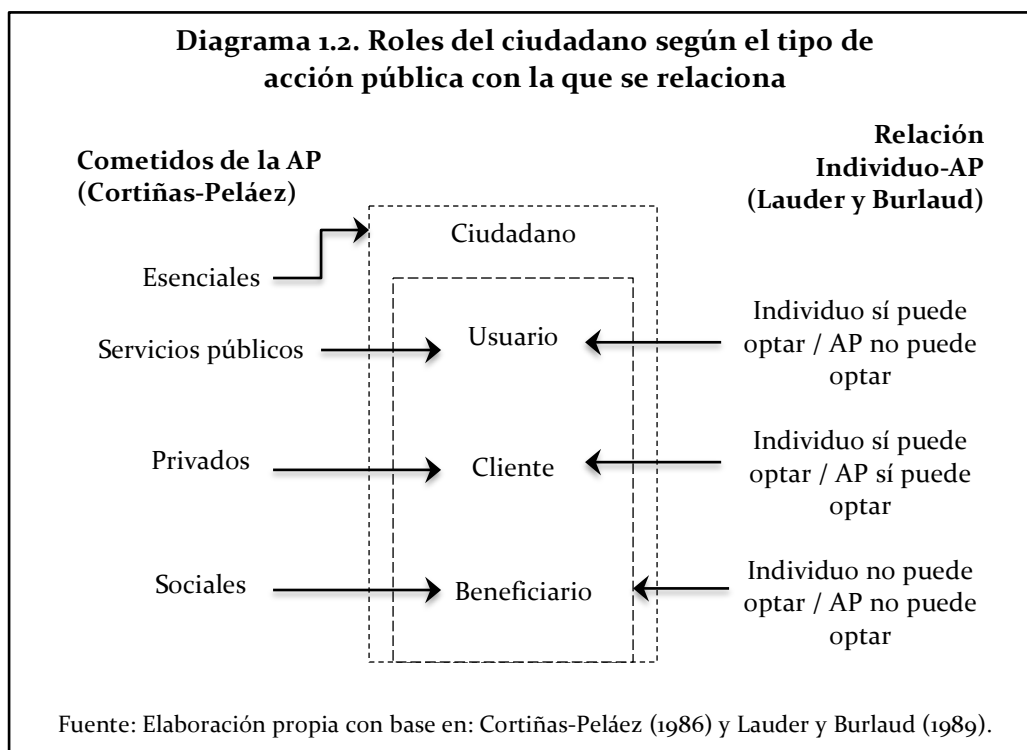 Diagrama 1.2. Roles del ciudadano según el tipo de
acción pública con la que se relaciona
Cometidos de la AP
(Cortiñas-Peláez)
Relación
Individuo-AP
(Lauder y Burlaud)
Ciudadano
Esenciales
Servicios públicos
Usuario
Individuo sí puede
optar / AP no puede
optar
Privados
Cliente
Individuo sí puede
optar / AP sí puede
optar
Sociales
Beneficiario
Individuo no puede
optar / AP no puede
optar
Fuente: Elaboración propia con base en: Cortiñas-Peláez (1986) y Lauder y Burlaud (1989).